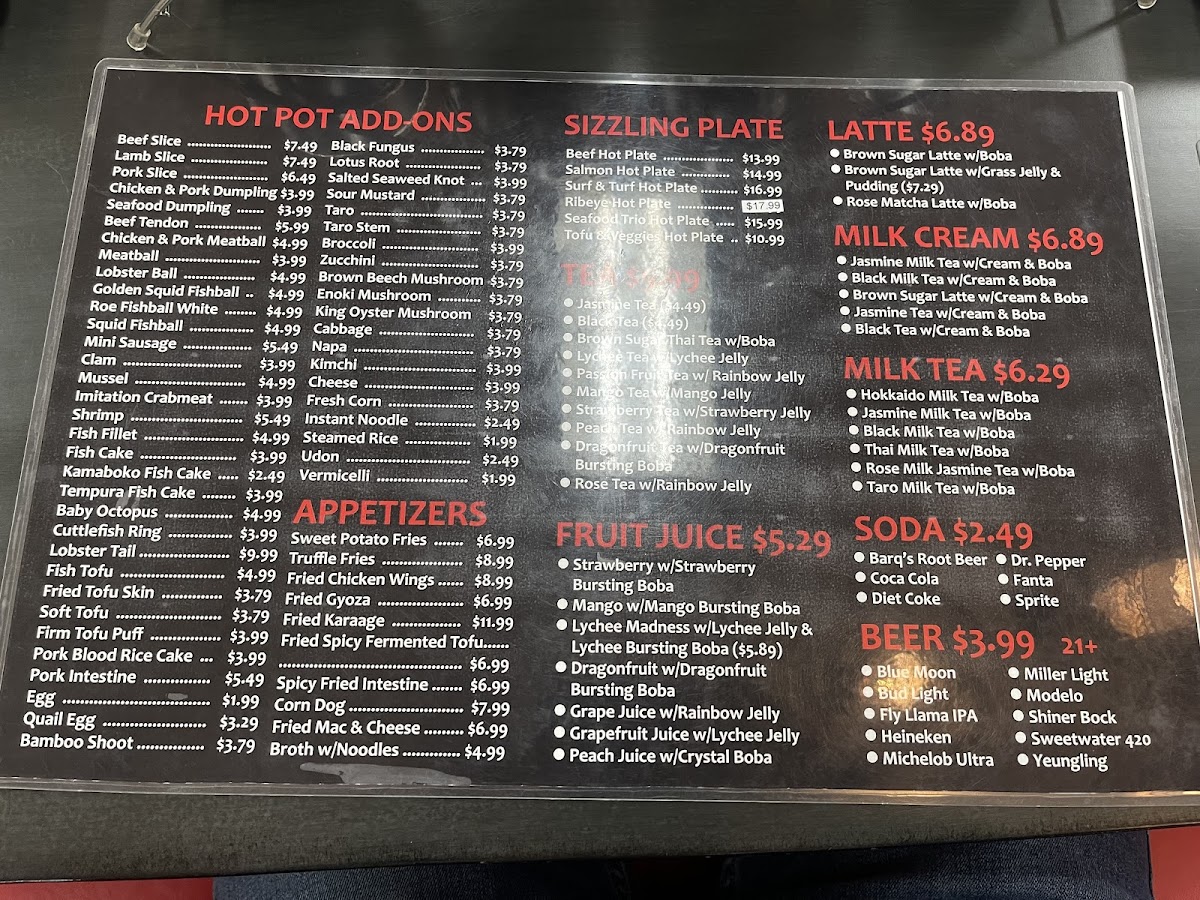 HOT POT ADD-ONS
Beef Slice ........ $7.49
Lamb Slice ........ $7.49
Pork Slice ........ $6.49
Chicken & Pork Dumpling $3.99
Seafood Dumpling ....... $3.99
Beef Tendon ........ $5.99
Chicken & Pork Meatball $4.99
Meatball ........ $3.99
Lobster Ball ........ $4.99
Golden Squid Fishball .. $4.99
Roe Fishball White ....... $4.99
Squid Fishball ........ $4.99
Mini Sausage ........ $5.49
Clam ........ $3.99
Mussel ........ $4.99
Imitation Crabmeat ...... $3.99
Shrimp ........ $5.49
Fish Fillet ........ $4.99
Fish Cake ........ $3.99
Kamaboko Fish Cake ..... $2.49
Tempura Fish Cake ........ $3.99
Baby Octopus ........ $4.99
Cuttlefish Ring ........ $3.99
Lobster Tail ........ $9.99
Fish Tofu ........ $4.99
Fried Tofu Skin ........ $3.79
Soft Tofu ........ $3.79
Firm Tofu Puff ........ $3.99
Pork Blood Rice Cake ... $3.99
Pork Intestine ........ $5.49
Egg ........ $1.99
Quail Egg ........ $3.29
Bamboo Shoot ........ $3.79
Black Fungus ........ $3.79
Lotus Root ........ $3.79
Salted Seaweed Knot ... $3.99
Sour Mustard ........ $3.79
Taro ........ $3.79
Taro Stem ........ $3.79
Broccoli ........ $3.99
Zucchini ........ $3.79
Brown Beech Mushroom $3.79
Enoki Mushroom ........ $3.79
King Oyster Mushroom $3.79
Cabbage ........ $3.79
Napa ........ $3.79
Kimchi ........ $3.99
Cheese ........ $3.99
Fresh Corn ........ $3.79
Instant Noodle ........ $2.49
Steamed Rice ........ $1.99
Udon ........ $2.49
Vermicelli ........ $1.99
APPETIZERS
Sweet Potato Fries ....... $6.99
Truffle Fries ........ $8.99
Fried Chicken Wings ...... $8.99
Fried Gyoza ........ $6.99
Fried Karaage ........ $11.99
Fried Spicy Fermented Tofu......
........ $6.99
Spicy Fried Intestine ....... $6.99
Corn Dog ........ $7.99
Fried Mac & Cheese ......... $6.99
Broth w/Noodles ........ $4.99
SIZZLING PLATE
Beef Hot Plate ........ $13.99
Salmon Hot Plate ........ $14.99
Surf & Turf Hot Plate ......... $16.99
Ribeye Hot Plate ........ $17.99
Seafood Trio Hot Plate ..... $15.99
Tofu & Veggies Hot Plate .. $10.99
TEA
Jasmine Tea ($4.49)
Black Tea ($4.49)
Brown Sugar Thai Tea w/Boba
Lychee Tea w/Lychee Jelly
Passion Fruit Tea w/ Rainbow Jelly
Mango Tea w/Mango Jelly
Strawberry Tea w/Strawberry Jelly
Peach Tea w/Rainbow Jelly
Dragonfruit Tea w/Dragonfruit
Bursting Boba
Rose Tea w/Rainbow Jelly
FRUIT JUICE $5.29
Strawberry w/Strawberry
Bursting Boba
Mango w/Mango Bursting Boba
Lychee Madness w/Lychee Jelly &
Lychee Bursting Boba ($5.89)
Dragonfruit w/Dragonfruit
Bursting Boba
Grape Juice w/Rainbow Jelly
Grapefruit Juice w/Lychee Jelly
Peach Juice w/Crystal Boba
LATTE $6.89
Brown Sugar Latte w/Boba
Brown Sugar Latte w/Grass Jelly &
Pudding ($7.29)
Rose Matcha Latte w/Boba
MILK CREAM $6.89
Jasmine Milk Tea w/Cream & Boba
Black Milk Tea w/Cream & Boba
Brown Sugar Latte w/Cream & Boba
Jasmine Tea w/Cream & Boba
Black Tea w/Cream & Boba
MILK TEA $6.29
Hokkaido Milk Tea w/Boba
Jasmine Milk Tea w/Boba
Black Milk Tea w/Boba
Thai Milk Tea w/Boba
Rose Milk Jasmine Tea w/Boba
Taro Milk Tea w/Boba
SODA $2.49
Barq's Root Beer
Coca Cola
Diet Coke
Dr. Pepper
Fanta
Sprite
BEER $3.99 21+
Blue Moon
Bud Light
Fly Llama IPA
Heineken
Michelob Ultra
Miller Light
Modelo
Shiner Bock
Sweetwater 420
Yeungling